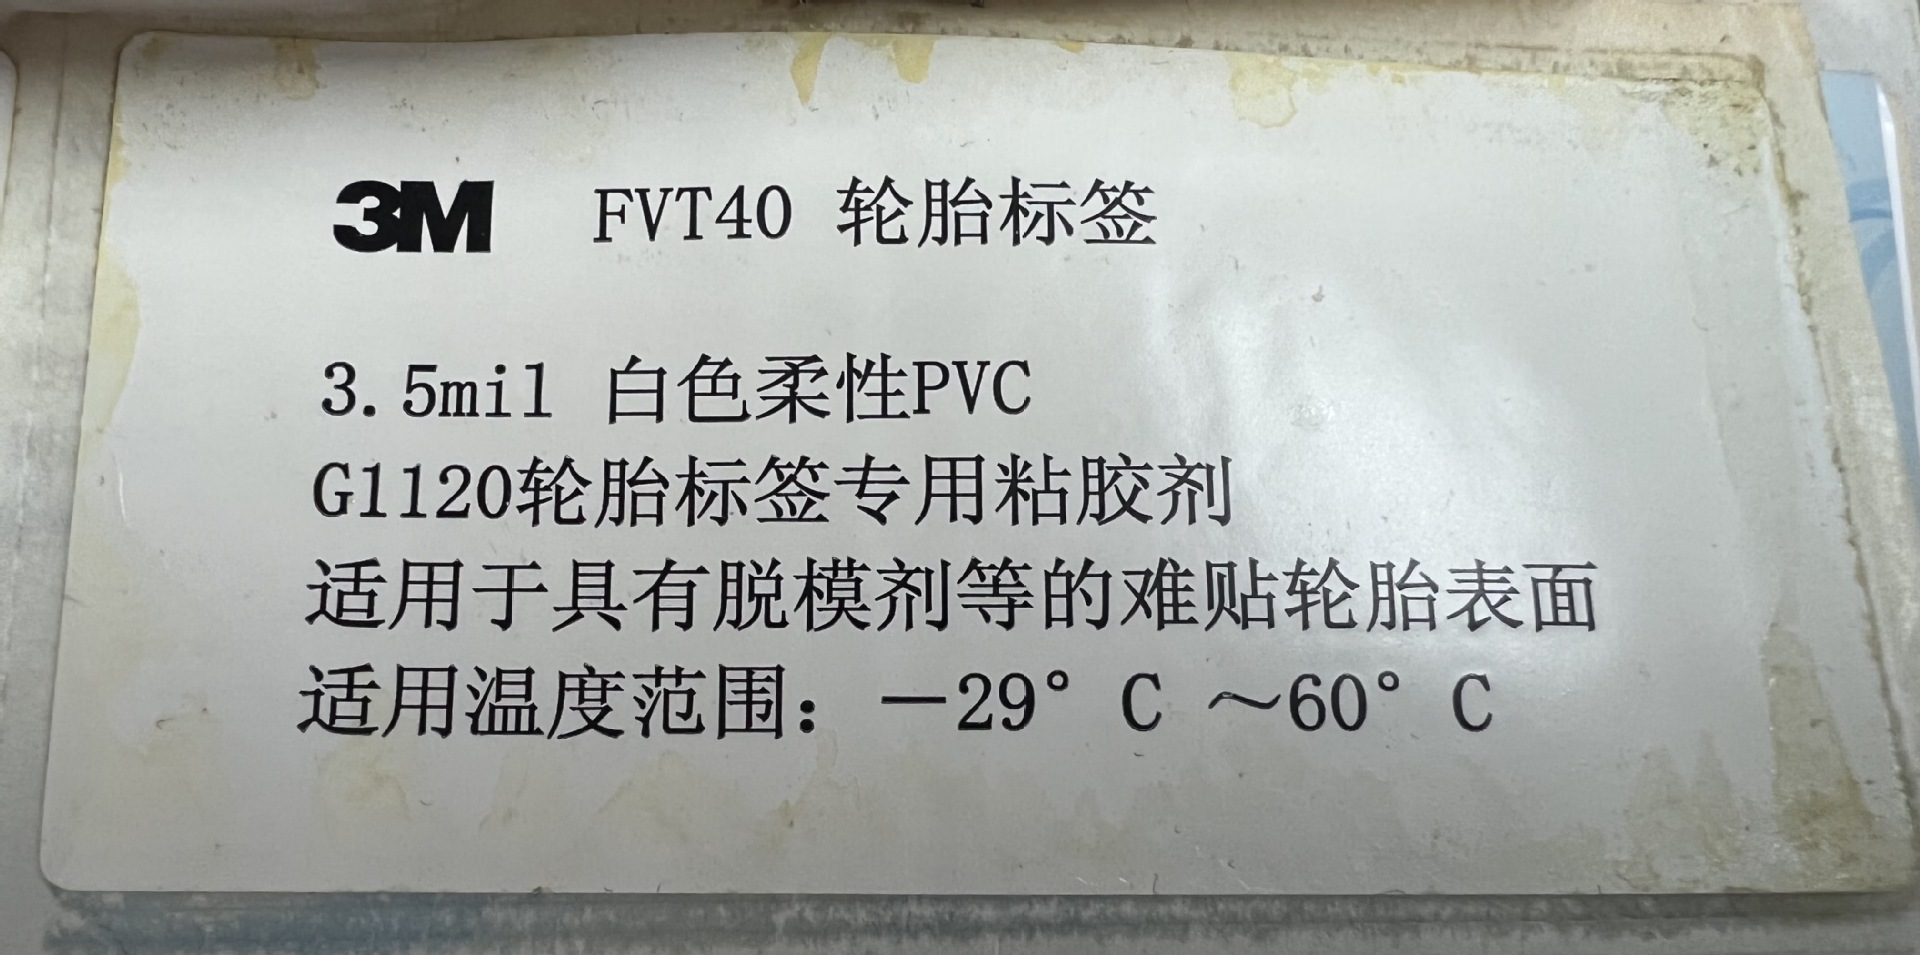 3M FVT40 轮胎标签
3.5mil 白色柔性PVC
G1120轮胎标签专用粘胶剂
适用于具有脱模剂等的难贴轮胎表面
适用温度范围：－29° C ～60° C